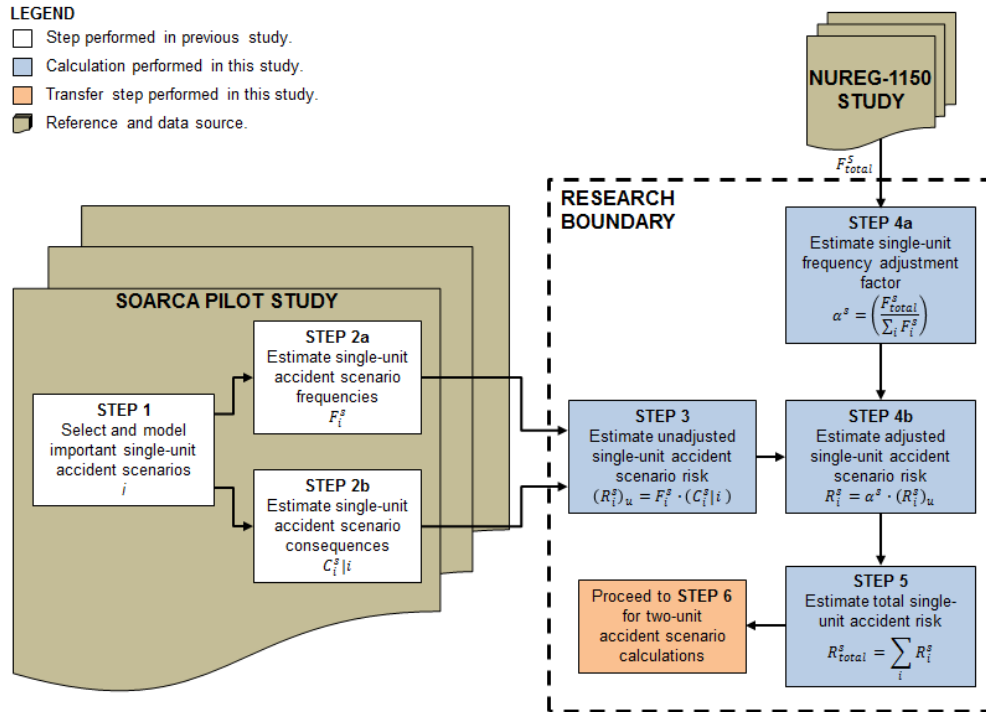 LEGEND
Step performed in previous study.
Calculation performed in this study.
Transfer step performed in this study.
Reference and data source.
NUREG-1150
STUDY
F^s_total
RESEARCH
BOUNDARY
STEP 4a
Estimate single-unit
frequency adjustment
factor
α^s = (F^s_total / ∑_i F^s_i)
SOARCA PILOT STUDY
STEP 1
Select and model
important single-unit
accident scenarios
i
STEP 2a
Estimate single-unit
accident scenario
frequencies
F^s_i
STEP 2b
Estimate single-unit
accident scenario
consequences
C^s_i|i
STEP 3
Estimate unadjusted
single-unit accident
scenario risk
(R^s_i)_u = F^s_i · (C^s_i|i )
STEP 4b
Estimate adjusted
single-unit accident
scenario risk
R^s_i = α^s · (R^s_i)_u
STEP 5
Estimate total single-
unit accident risk
R^s_total = ∑_i R^s_i
Proceed to STEP 6
for two-unit
accident scenario
calculations